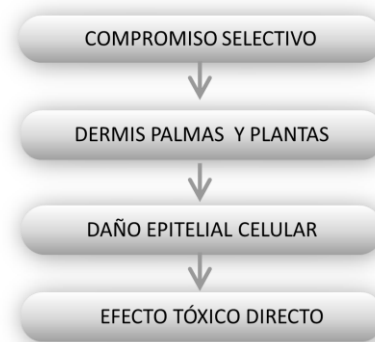 COMPROMISO SELECTIVO
DERMIS PALMAS Y PLANTAS
DAÑO EPITELIAL CELULAR
EFECTO TÓXICO DIRECTO